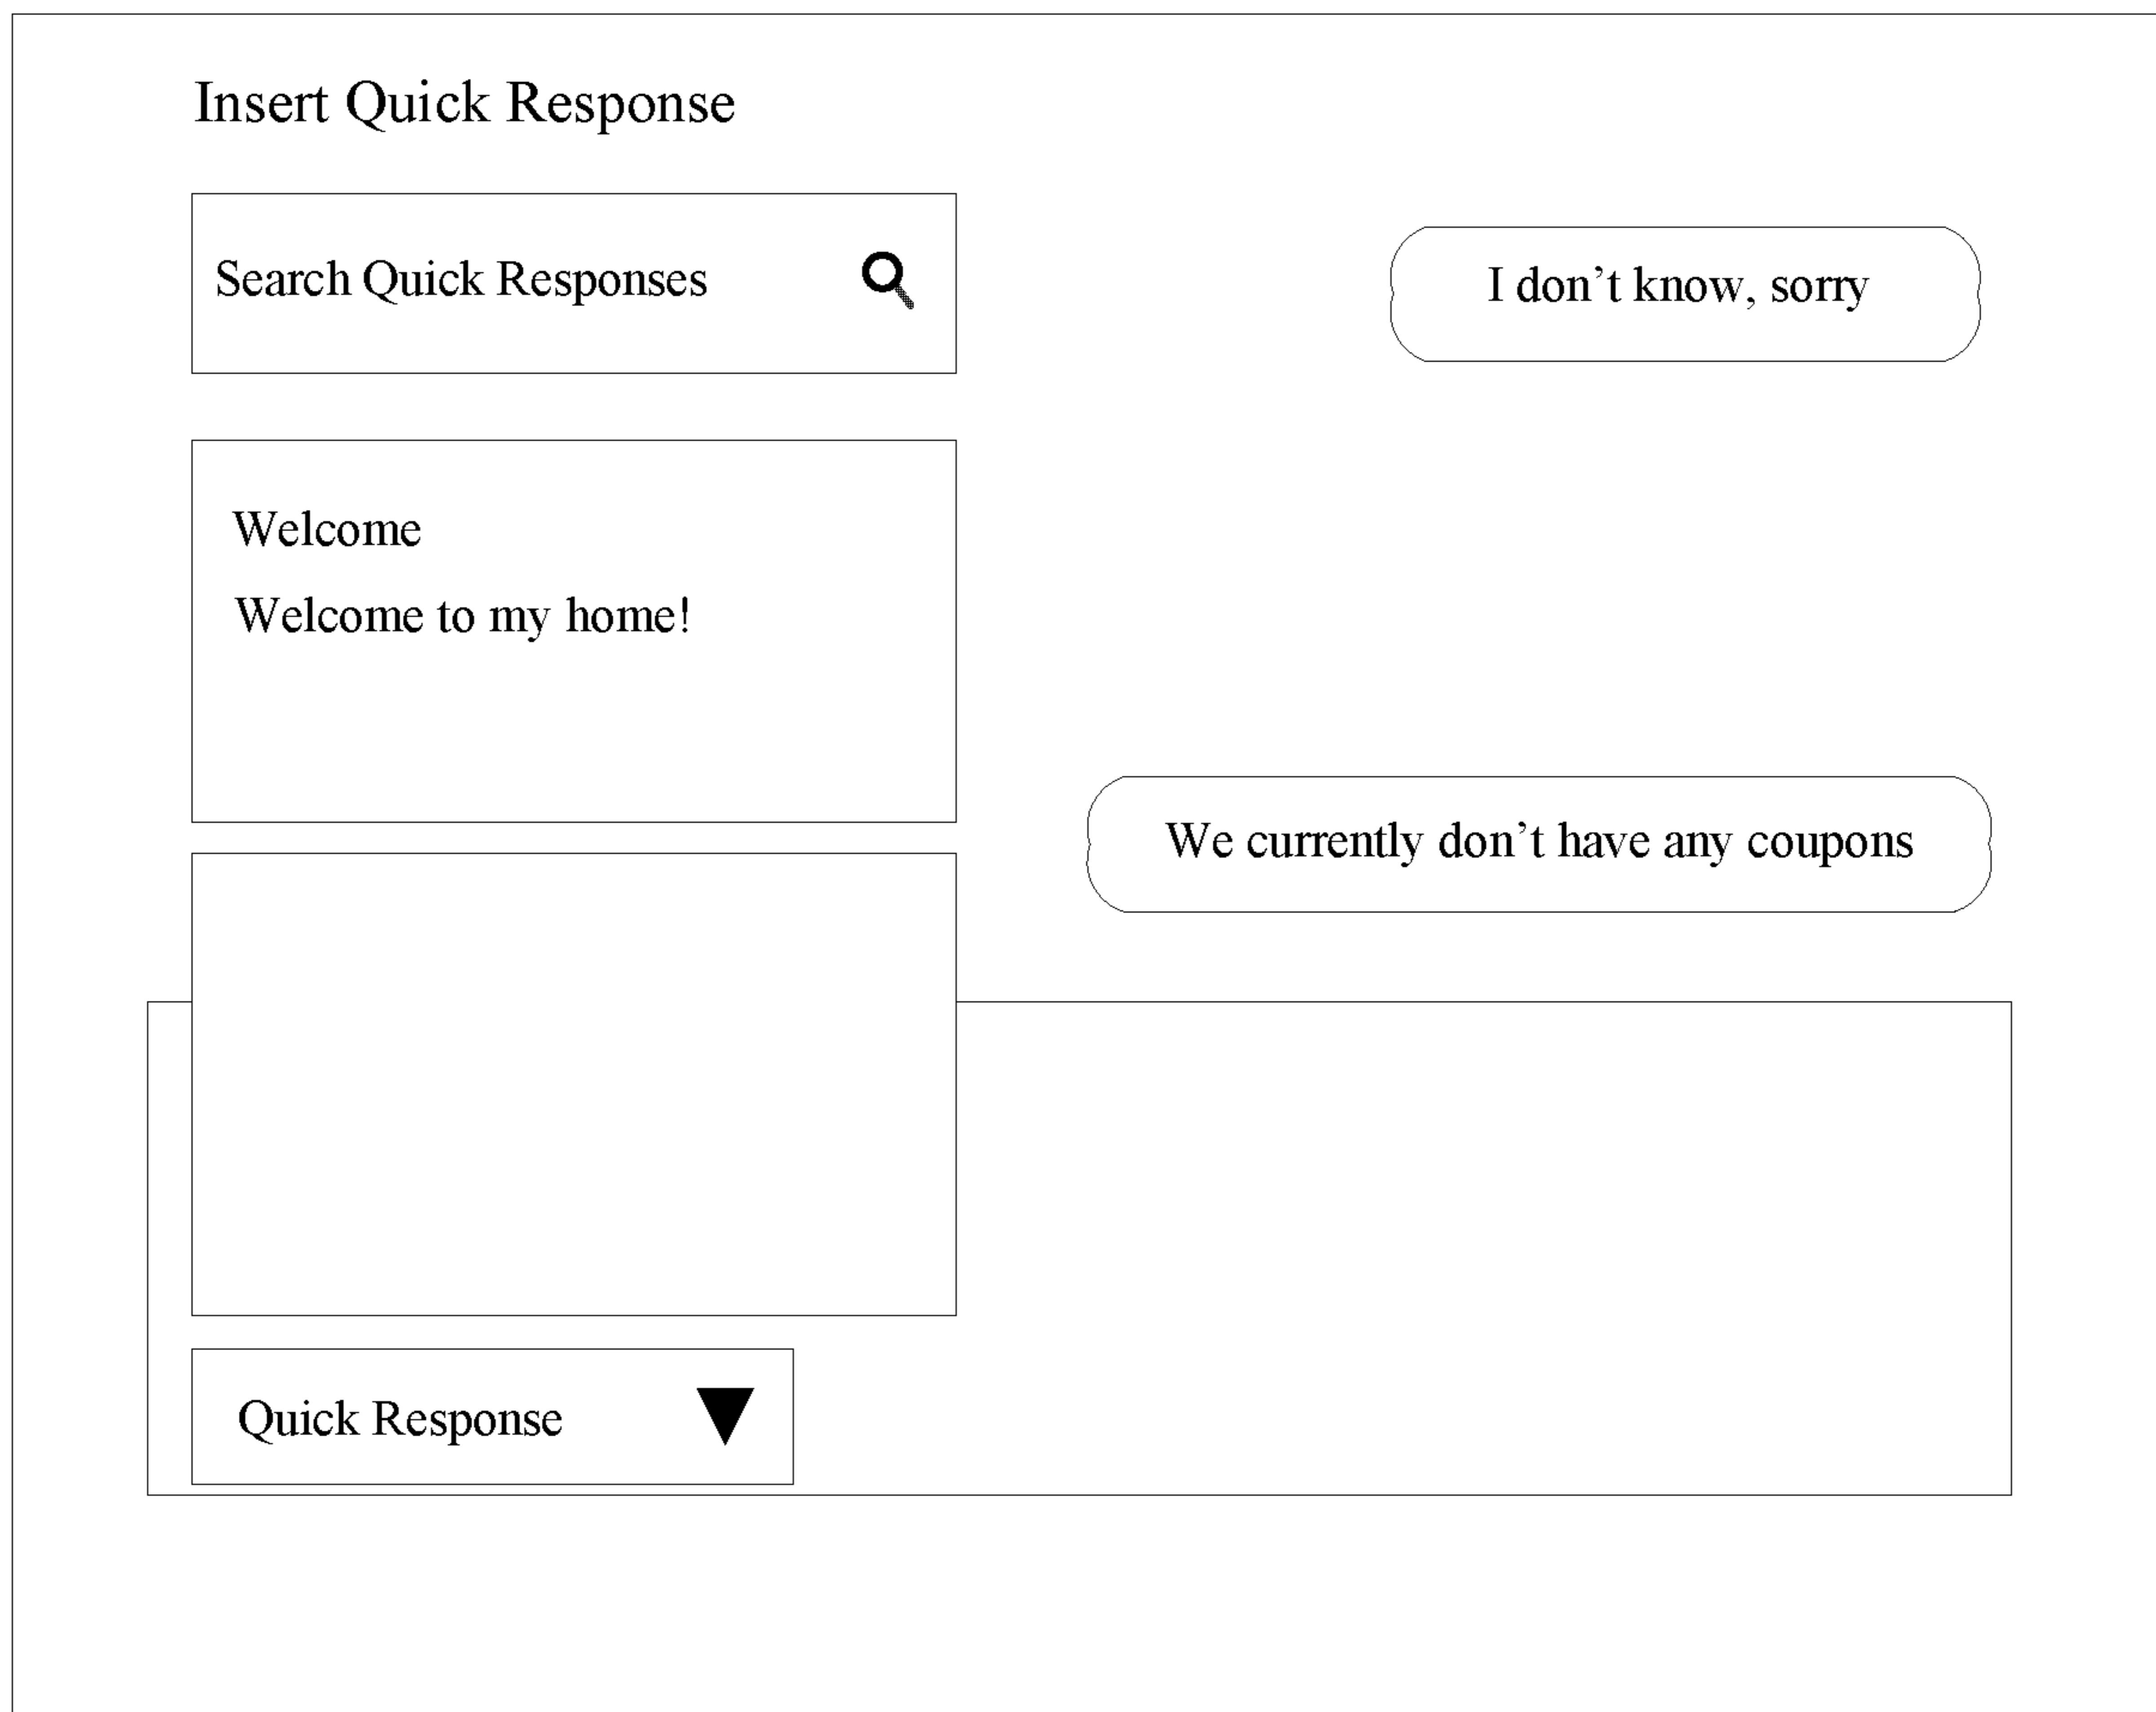 Insert Quick Response
Search Quick Responses
I don’t know, sorry
Welcome
Welcome to my home!
We currently don’t have any coupons
Quick Response